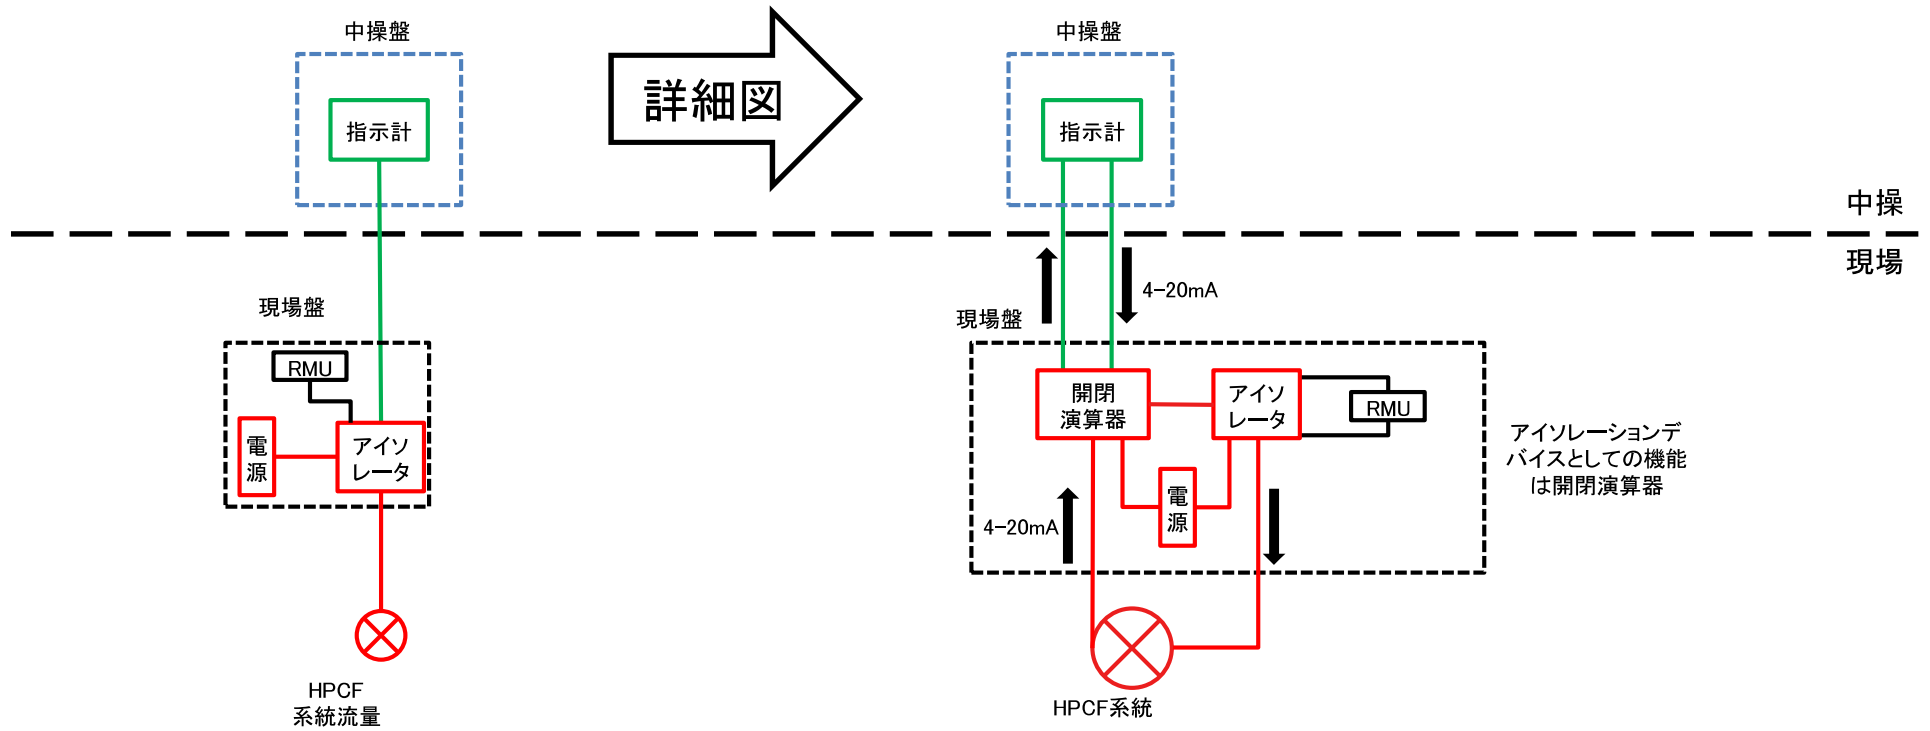 中操盤
指示計
詳細図
中操盤
指示計
中操
現場
現場盤
RMU
電
源
アイソ
レータ
HPCF
系統流量
4-20mA
現場盤
開閉
演算器
アイソ
レータ
RMU
電
源
4-20mA
HPCF系統
アイソレーションデ
バイスとしての機能
は開閉演算器